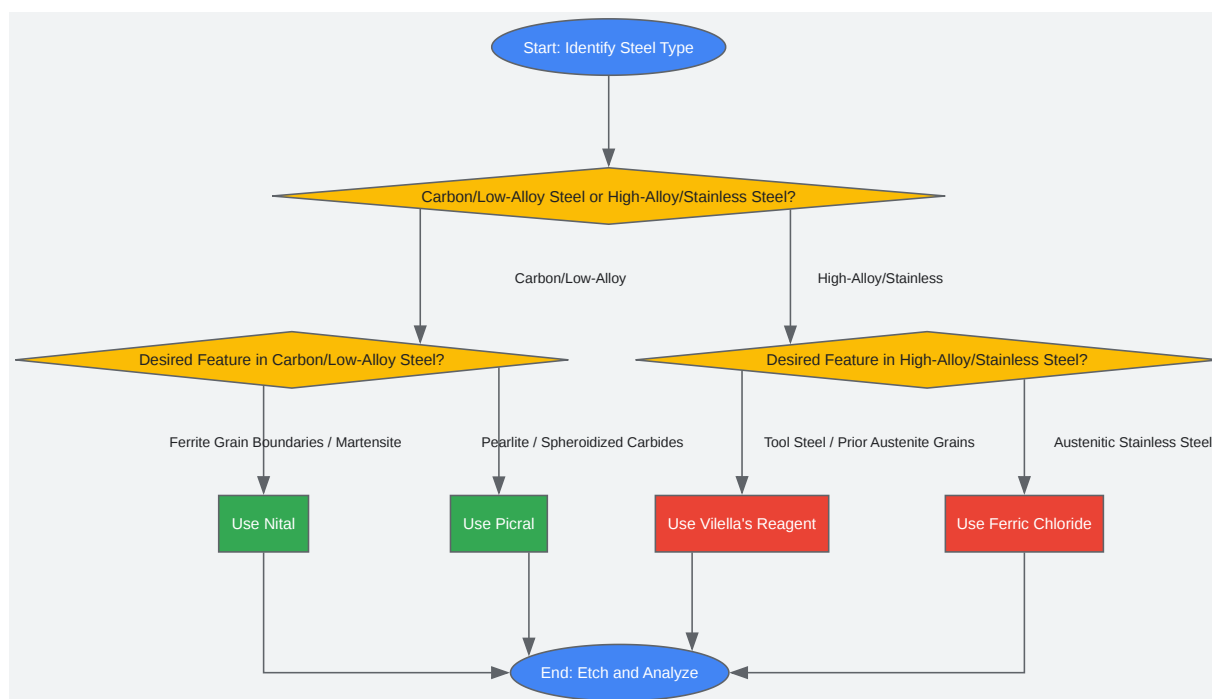 Start: Identify Steel Type
Carbon/Low-Alloy Steel or High-Alloy/Stainless Steel?
Carbon/Low-Alloy
High-Alloy/Stainless
Desired Feature in Carbon/Low-Alloy Steel?
Desired Feature in High-Alloy/Stainless Steel?
Ferrite Grain Boundaries / Martensite
Pearlite / Spheroidized Carbides
Tool Steel / Prior Austenite Grains
Austenitic Stainless Steel
Use Nital
Use Picral
Use Vilella's Reagent
Use Ferric Chloride
End: Etch and Analyze